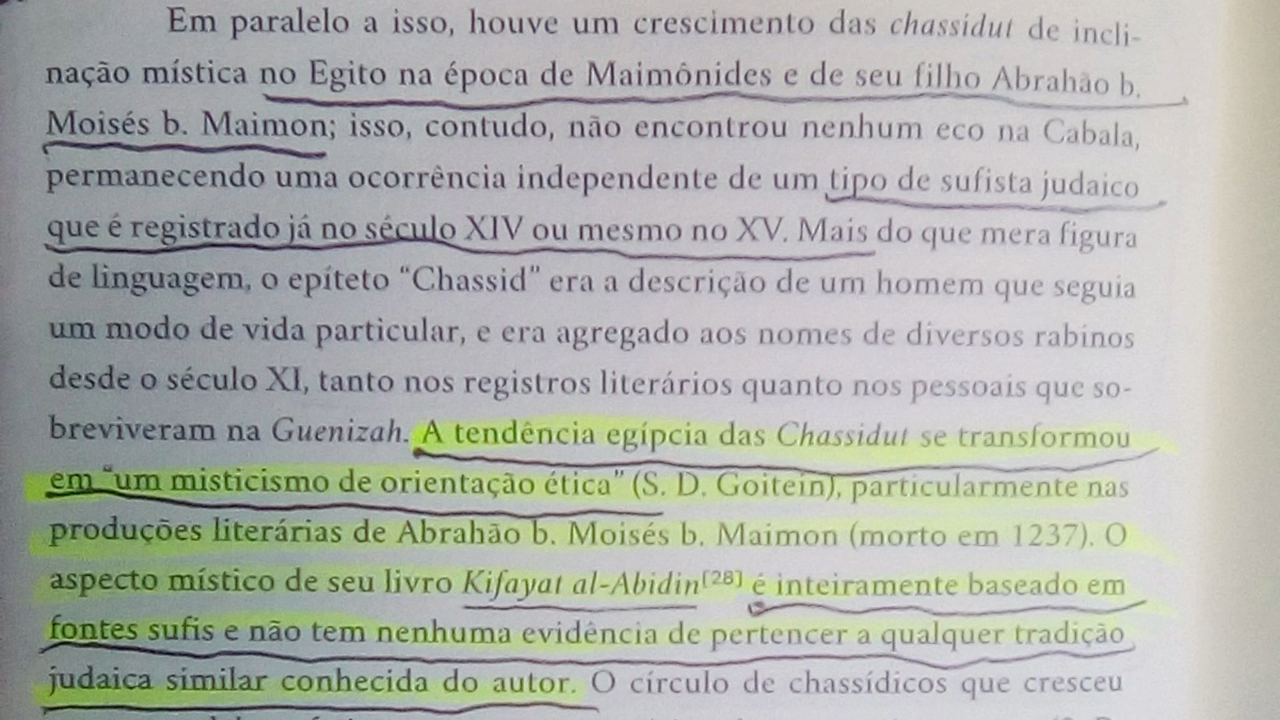 Em paralelo a isso, houve um crescimento das chassidut de incli-
nação mística no Egito na época de Maimônides e de seu filho Abrahão b.
Moisés b. Maimon; isso, contudo, não encontrou nenhum eco na Cabala,
permanecendo uma ocorrência independente de um tipo de sufista judaico
que é registrado já no século XIV ou mesmo no XV. Mais do que mera figura
de linguagem, o epíteto “Chassid” era a descrição de um homem que seguia
um modo de vida particular, e era agregado aos nomes de diversos rabinos
desde o século XI, tanto nos registros literários quanto nos pessoais que so-
breviveram na Guenizah. A tendência egípcia das Chassidut se transformou
em “um misticismo de orientação ética” (S. D. Goitein), particularmente nas
produções literárias de Abrahão b. Moisés b. Maimon (morto em 1237). O
aspecto místico de seu livro Kifayat al-Abidin[28] é inteiramente baseado em
fontes sufis e não tem nenhuma evidência de pertencer a qualquer tradição
judaica similar conhecida do autor. O círculo de chassídicos que cresceu